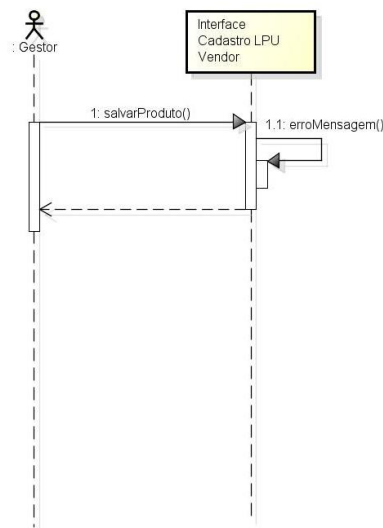 : Gestor
Interface
Cadastro LPU
Vendor
1: salvarProduto()
1.1: erroMensagem()